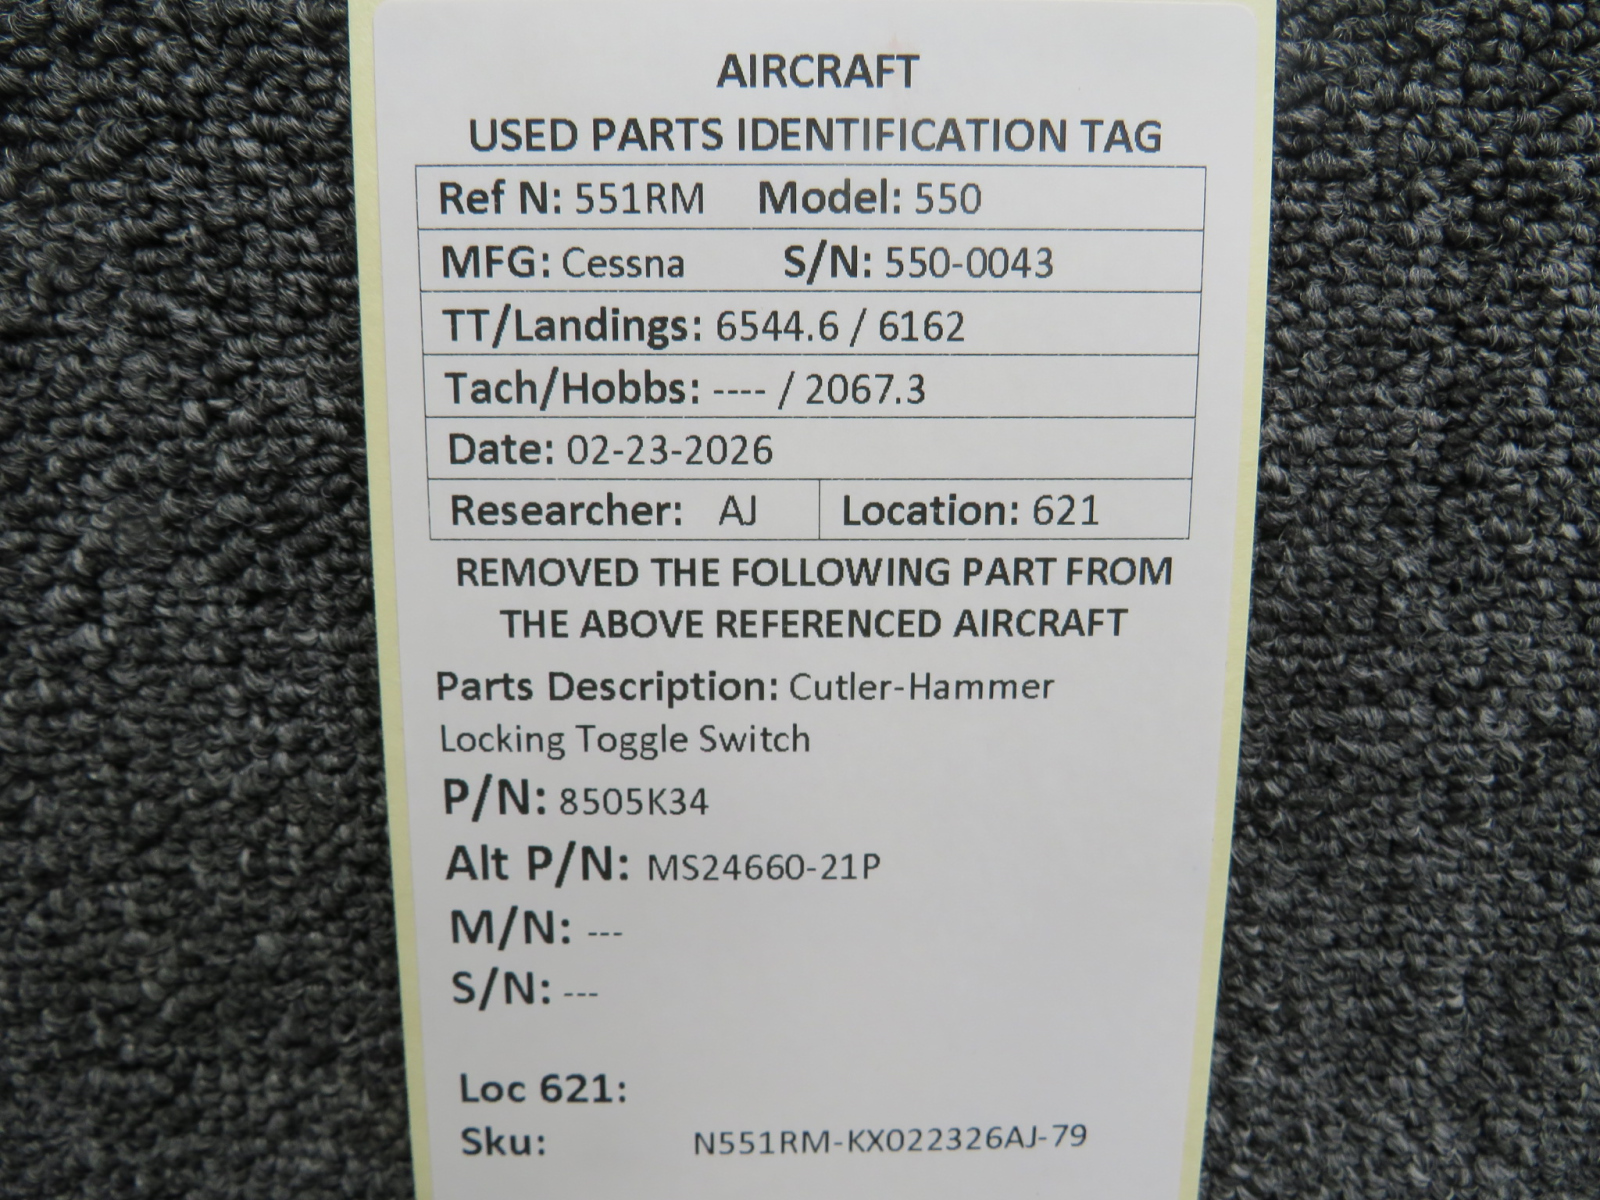 AIRCRAFT
USED PARTS IDENTIFICATION TAG
Ref N: 551RM Model: 550
MFG: Cessna S/N: 550-0043
TT/Landings: 6544.6 / 6162
Tach/Hobbs: ---- / 2067.3
Date: 02-23-2026
Researcher: AJ Location: 621
REMOVED THE FOLLOWING PART FROM
THE ABOVE REFERENCED AIRCRAFT
Parts Description: Cutler-Hammer
Locking Toggle Switch
P/N: 8505K34
Alt P/N: MS24660-21P
M/N: ---
S/N: ---
Loc 621:
Sku: N551RM-KX022326AJ-79